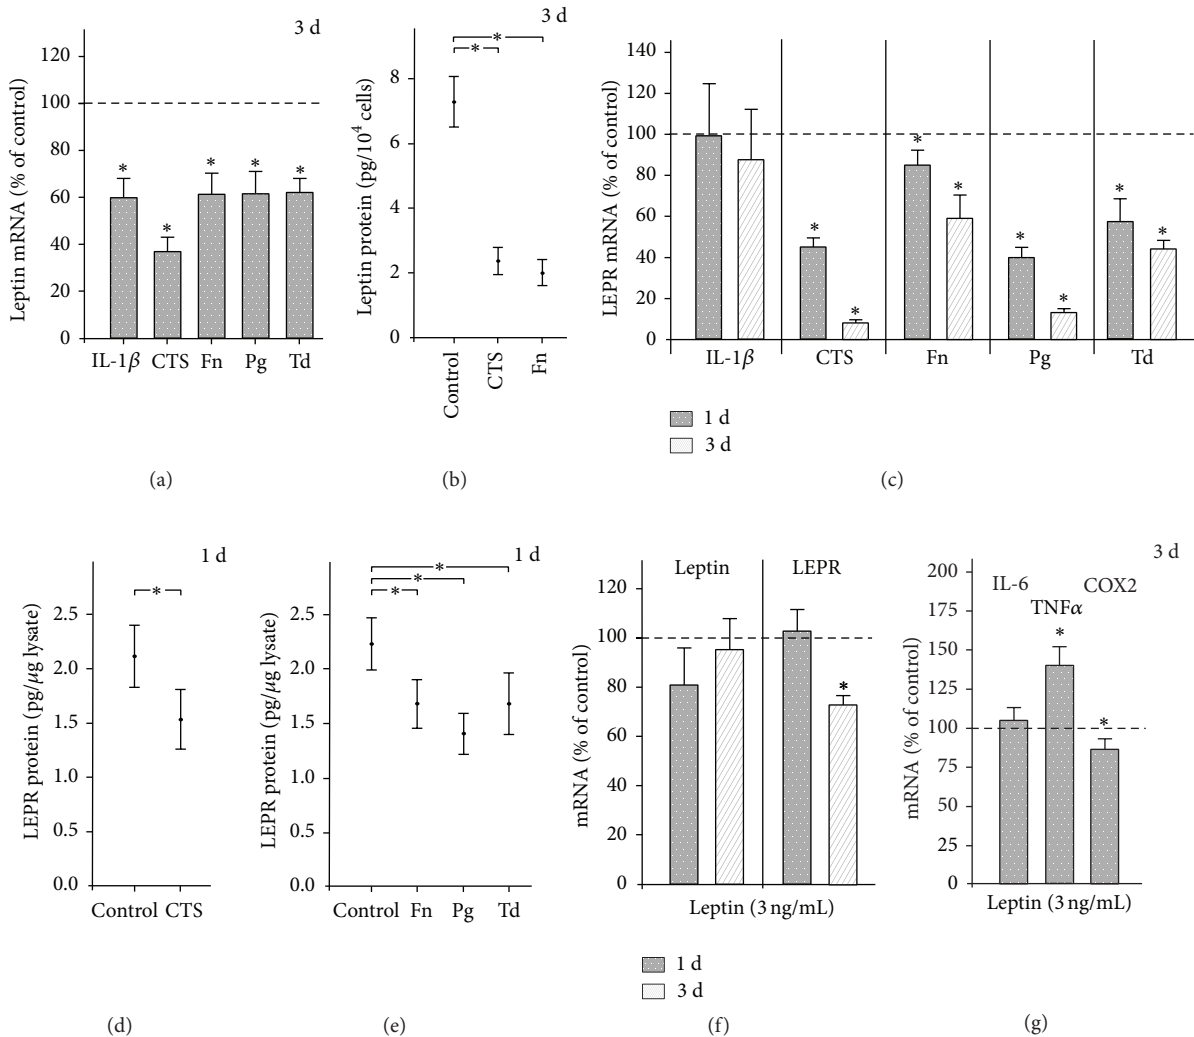 3 d
Leptin mRNA (% of control)
120
100
80
60
40
20
0
* * * * *
IL-1β CTS Fn Pg Td
(a)
3 d
Leptin protein (pg/10⁴ cells)
8
6
4
2
0
*
*
Control CTS Fn
(b)
LEPR mRNA (% of control)
140
120
100
80
60
40
20
0
* * * * * * * *
IL-1β CTS Fn Pg Td
1 d
3 d
(c)
1 d
LEPR protein (pg/μg lysate)
2.5
2.0
1.5
1.0
0.5
0.0
*
Control CTS
(d)
1 d
LEPR protein (pg/μg lysate)
2.5
2.0
1.5
1.0
0.5
0.0
*
*
*
Control Fn Pg Td
(e)
Leptin LEPR
mRNA (% of control)
120
100
80
60
40
20
0
*
Leptin (3 ng/mL)
1 d
3 d
(f)
3 d
IL-6 TNFα COX2
mRNA (% of control)
200
175
150
125
100
75
50
25
0
* *
Leptin (3 ng/mL)
(g)